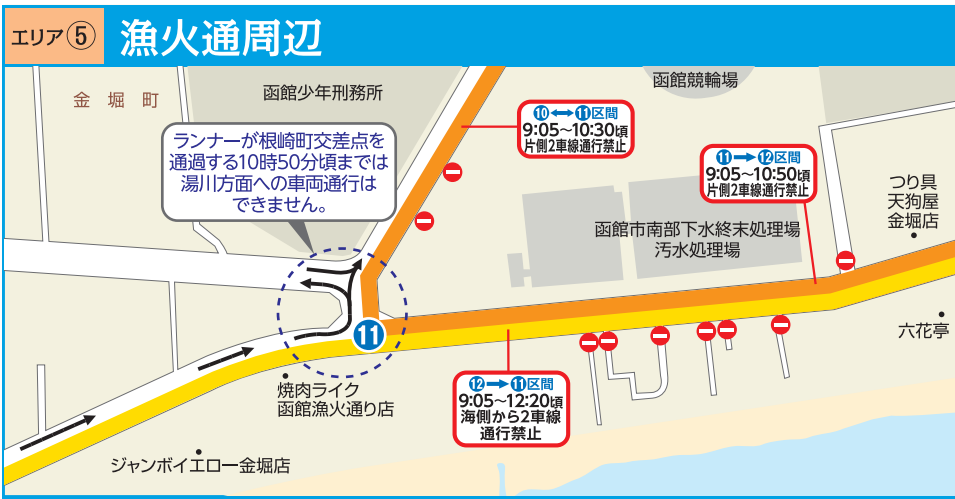 エリア⑤ 漁火通周辺
金堀町
函館少年刑務所
函館競輪場
ランナーが根崎町交差点を
通過する10時50分頃までは
湯川方面への車両通行は
できません。
⑩↔⑪区間
9:05～10:30頃
片側2車線通行禁止
⑪→⑫区間
9:05～10:50頃
片側2車線通行禁止
つり具
天狗屋
金堀店
函館市南部下水終末処理場
汚水処理場
六花亭
⑪
⑫→⑪区間
9:05～12:20頃
海側から2車線
通行禁止
焼肉ライク
函館漁火通り店
ジャンボイエロー金堀店